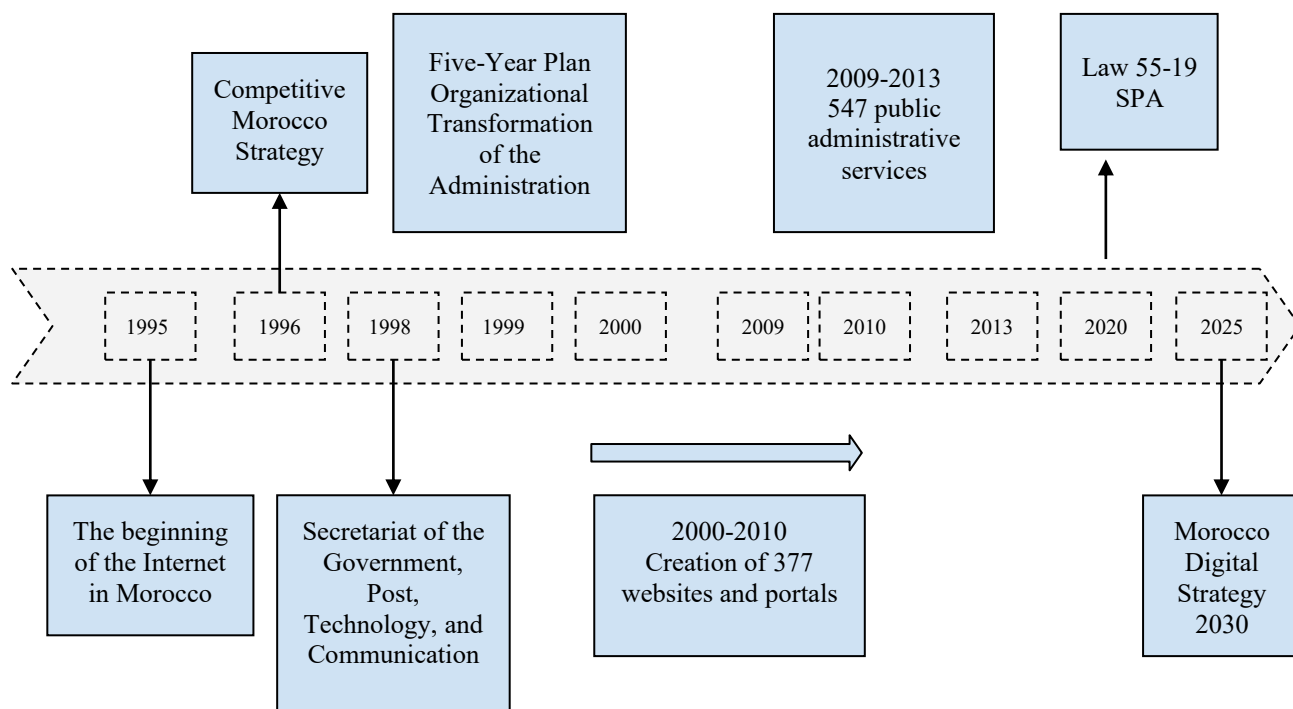 Competitive
Morocco
Strategy
Five-Year Plan
Organizational
Transformation
of the
Administration
2009-2013
547 public
administrative
services
Law 55-19
SPA
1995
1996
1998
1999
2000
2009
2010
2013
2020
2025
The beginning
of the Internet
in Morocco
Secretariat of the
Government,
Post,
Technology, and
Communication
2000-2010
Creation of 377
websites and portals
Morocco
Digital
Strategy
2030